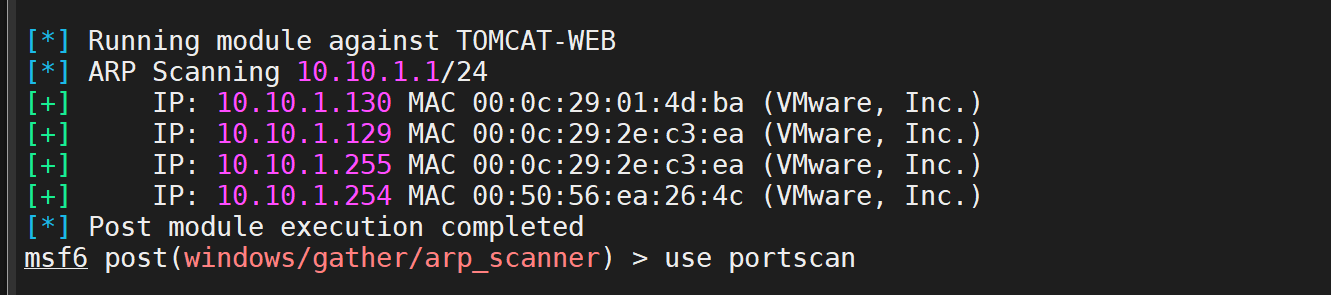 [*] Running module against TOMCAT-WEB
[*] ARP Scanning 10.10.1.1/24
[+]     IP: 10.10.1.130 MAC 00:0c:29:01:4d:ba (VMware, Inc.)
[+]     IP: 10.10.1.129 MAC 00:0c:29:2e:c3:ea (VMware, Inc.)
[+]     IP: 10.10.1.255 MAC 00:0c:29:2e:c3:ea (VMware, Inc.)
[+]     IP: 10.10.1.254 MAC 00:50:56:ea:26:4c (VMware, Inc.)
[*] Post module execution completed
msf6 post(windows/gather/arp_scanner) > use portscan